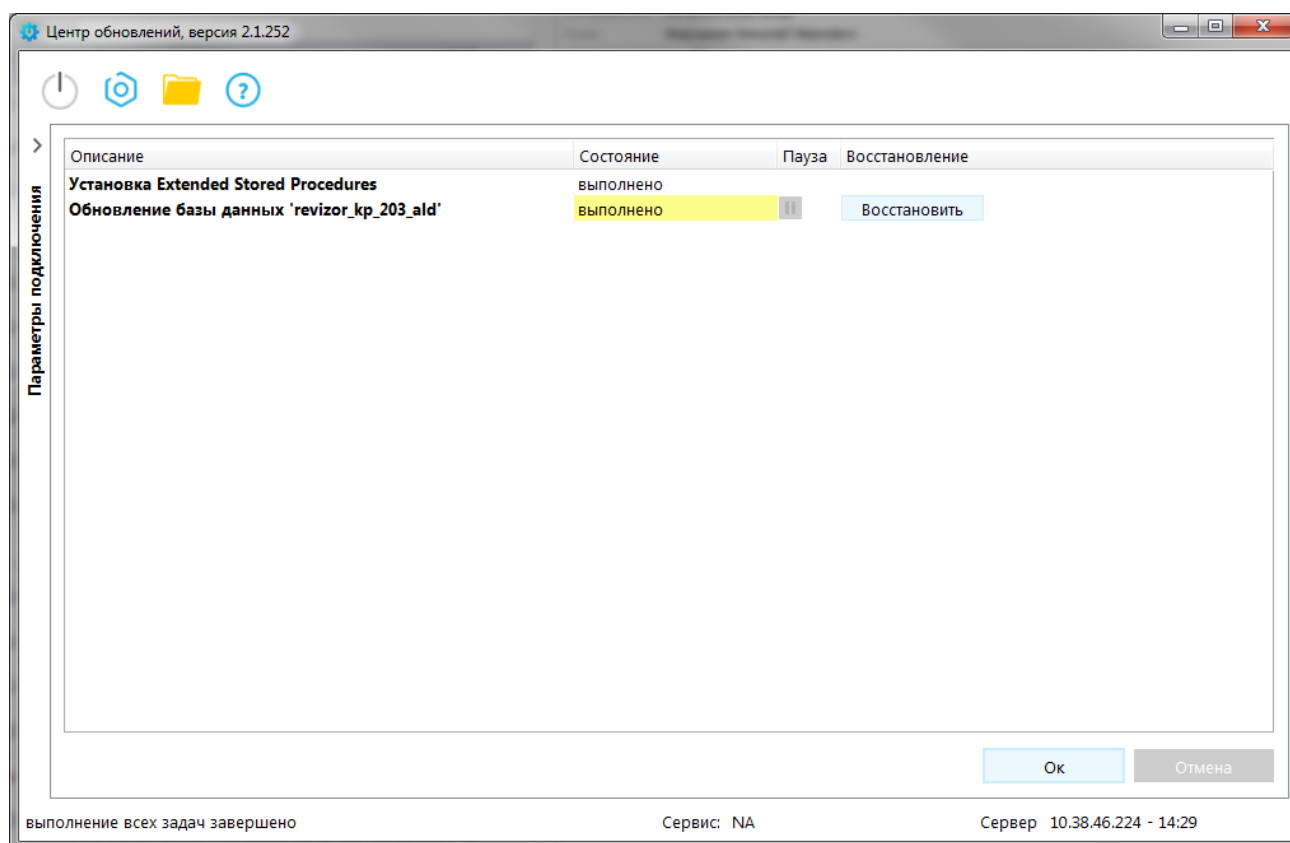 Центр обновлений, версия 2.1.252
Описание Состояние Пауза Восстановление
Установка Extended Stored Procedures выполнено
Обновление базы данных 'revizor_kp_203_ald' выполнено Восстановить
Параметры подключения
Ок Отмена
выполнение всех задач завершено Сервис: NA Сервер 10.38.46.224 - 14:29